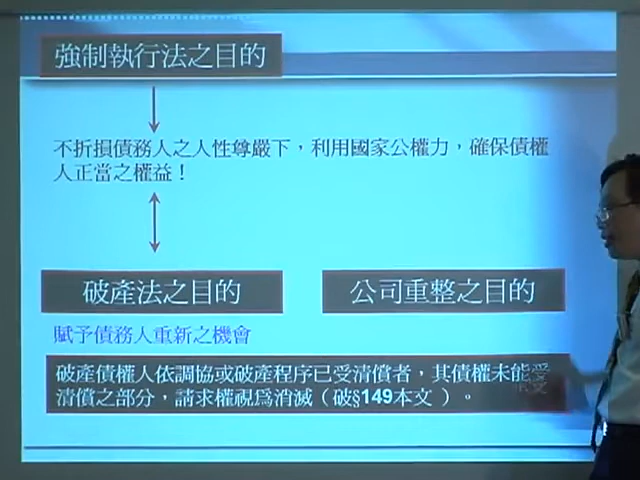 強制執行法之目的
不折損債務人之人性尊嚴下，利用國家公權力，確保債權
人正當之權益！
破產法之目的
公司重整之目的
賦予債務人重新之機會
破產債權人依調協或破產程序已受清償者，其債權未能受
清償之部分，請求權視爲消滅（破§149本文 ）。